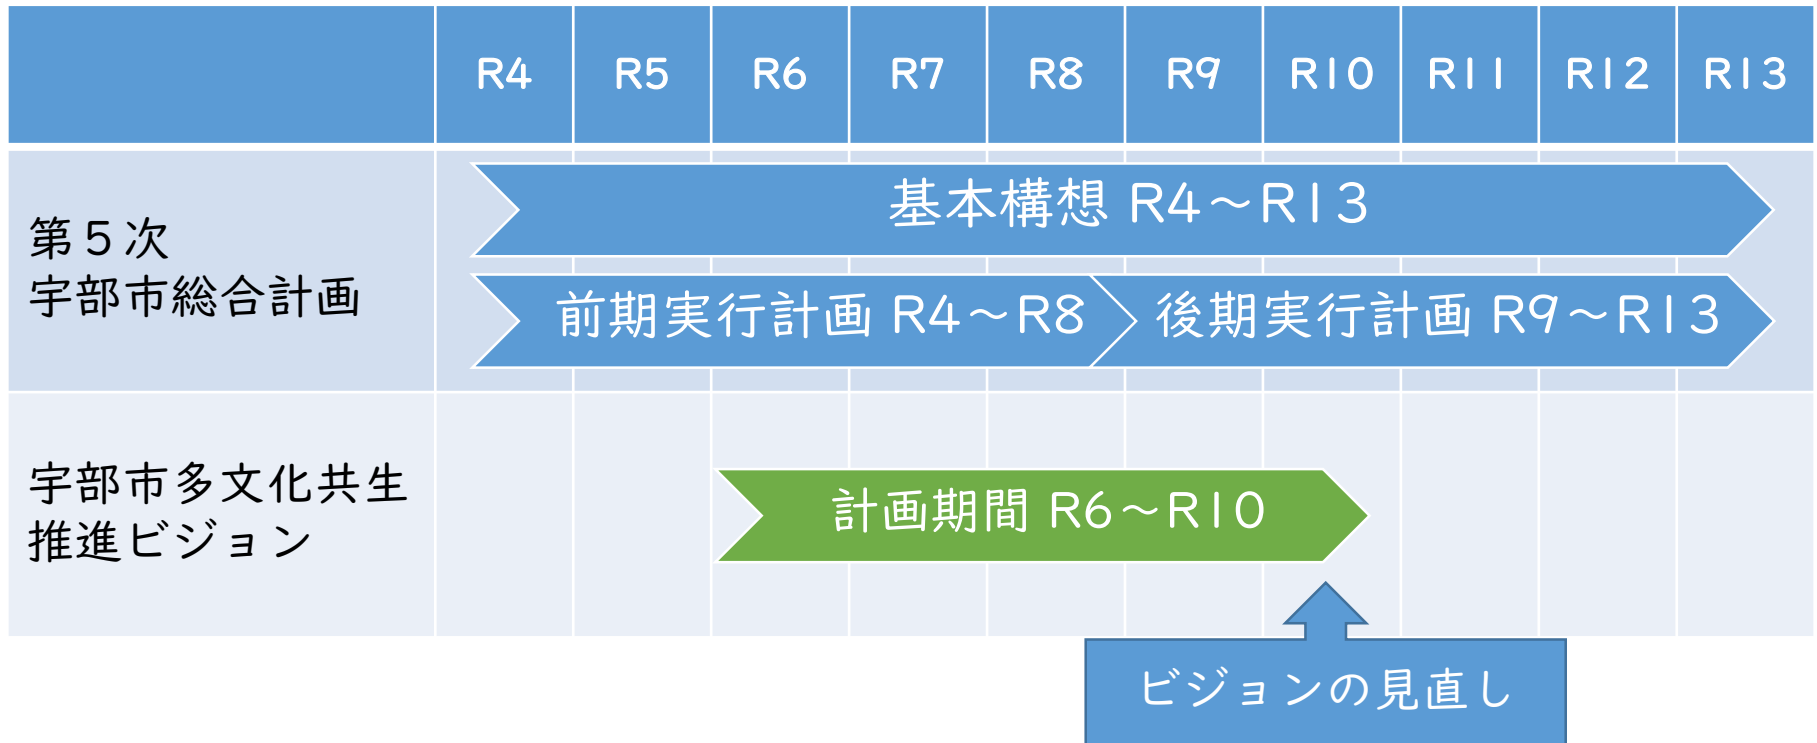 R4 R5 R6 R7 R8 R9 R10 R11 R12 R13
第５次
宇部市総合計画
基本構想 R4～R13
前期実行計画 R4～R8
後期実行計画 R9～R13
宇部市多文化共生
推進ビジョン
計画期間 R6～R10
ビジョンの見直し